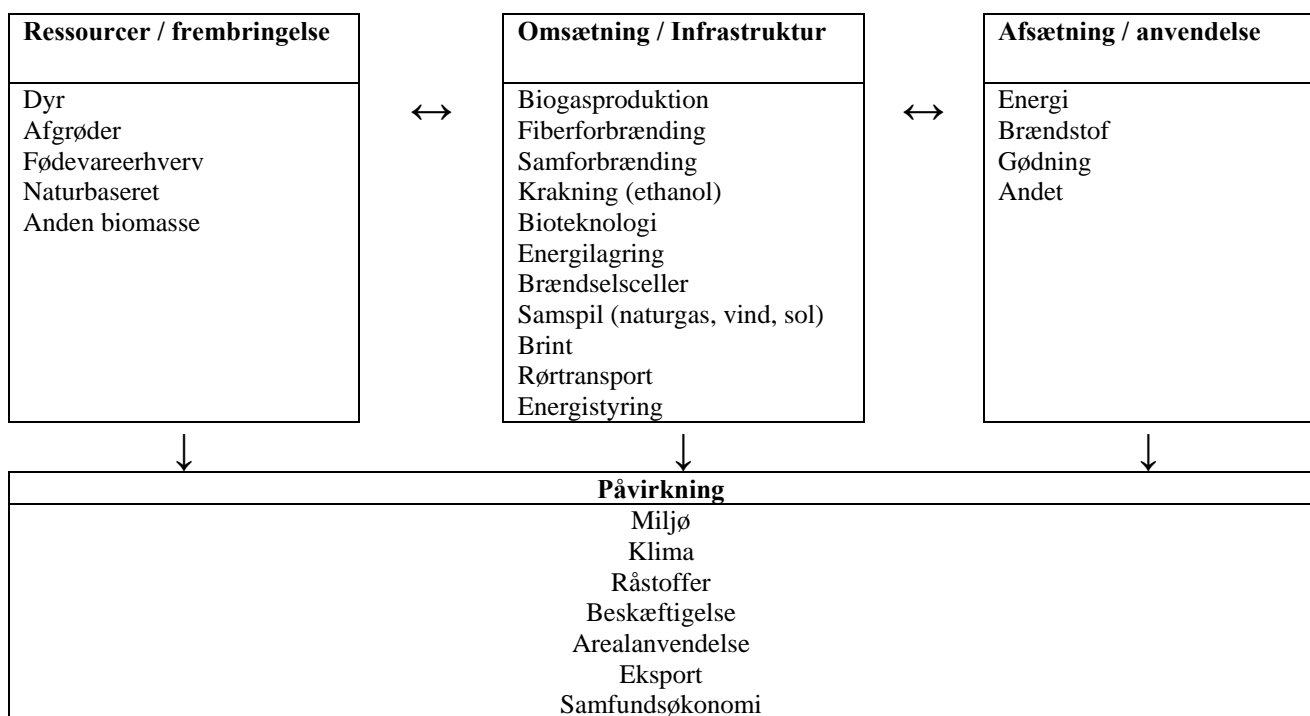 Ressourcer / frembringelse
Dyr
Afgrøder
Fødevareerhverv
Naturbaseret
Anden biomasse
↔
Omsætning / Infrastruktur
Biogasproduktion
Fiberforbrænding
Samforbrænding
Krakning (ethanol)
Bioteknologi
Energilagring
Brændselsceller
Samspil (naturgas, vind, sol)
Brint
Rørtransport
Energistyring
↔
Afsætning / anvendelse
Energi
Brændstof
Gødning
Andet
↓ ↓ ↓
Påvirkning
Miljø
Klima
Råstoffer
Beskæftigelse
Arealanvendelse
Eksport
Samfundsøkonomi